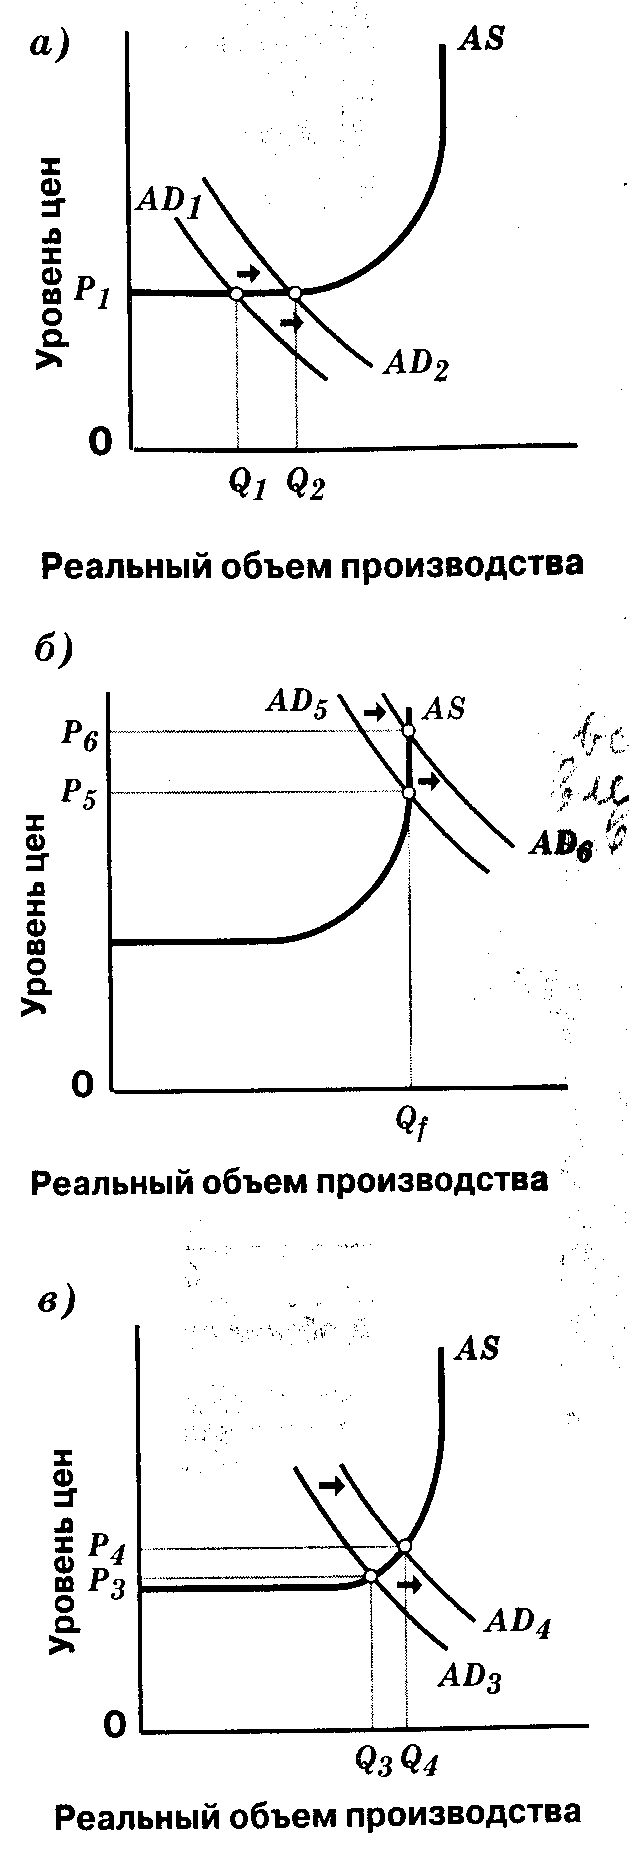 а)
AS
AD1
Уровень цен
P1
AD2
0
Q1 Q2
Реальный объем производства
б)
AD5
AS
P6
P5
AD6
Уровень цен
0
Qf
Реальный объем производства
в)
AS
Уровень цен
P4
P3
AD4
AD3
0
Q3 Q4
Реальный объем производства